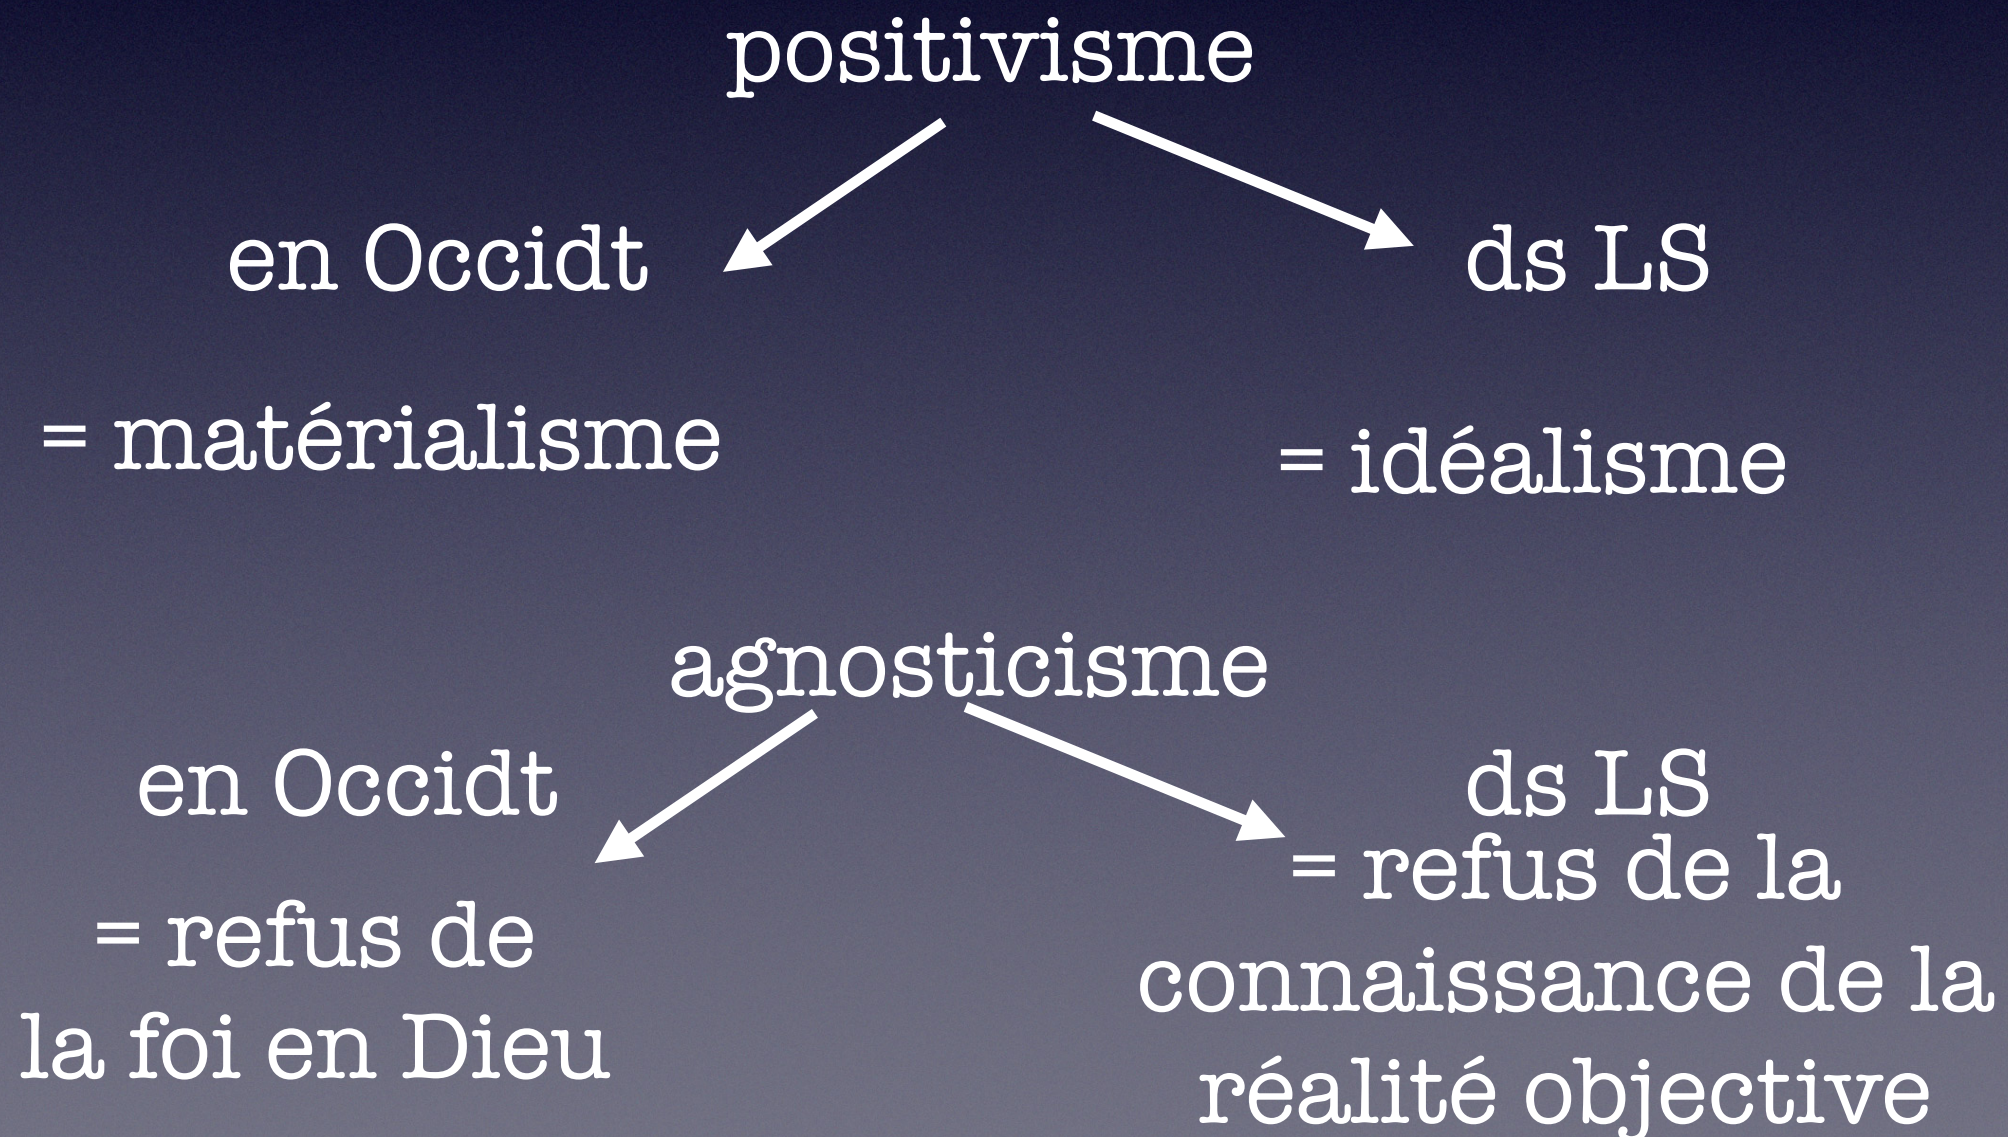 positivisme
en Occidt
ds LS
= matérialisme
= idéalisme
agnosticisme
en Occidt
ds LS
= refus de
la foi en Dieu
= refus de la
connaissance de la
réalité objective